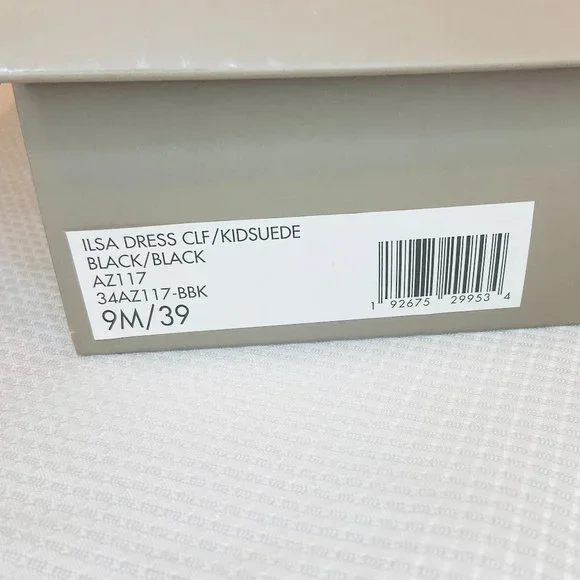 ILSA DRESS CLF/KIDSUEDE
BLACK/BLACK
AZ117
34AZ117-BBK
9M/39
1 92675 29953 4